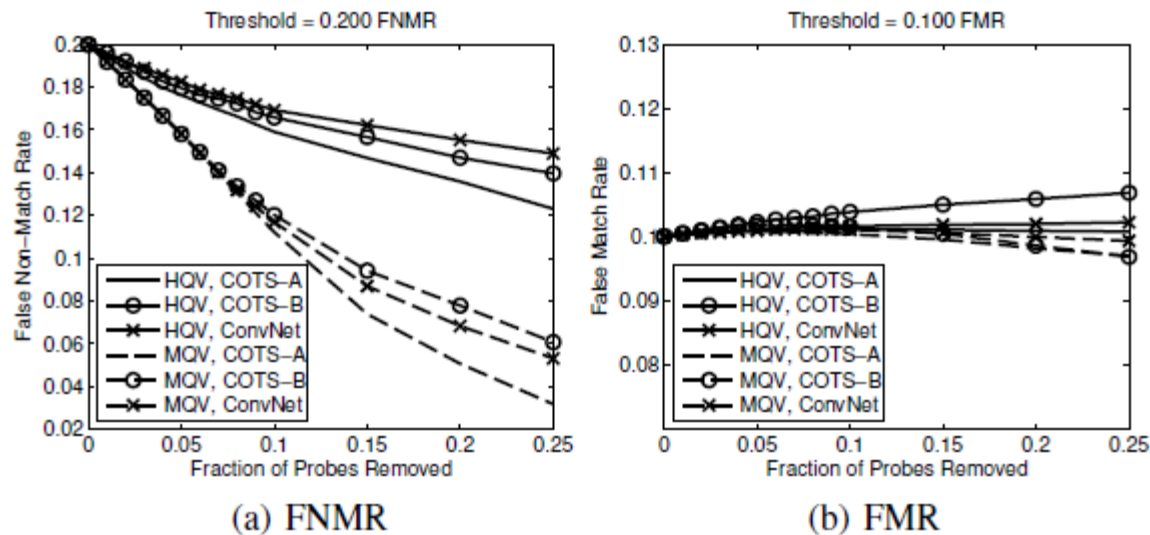 Threshold = 0.200 FNMR
0.2
0.18
0.16
0.14
0.12
0.1
0.08
0.06
0.04
0.02
False Non-Match Rate
HQV, COTS-A
HQV, COTS-B
HQV, ConvNet
MQV, COTS-A
MQV, COTS-B
MQV, ConvNet
0 0.05 0.1 0.15 0.2 0.25
Fraction of Probes Removed
(a) FNMR
Threshold = 0.100 FMR
0.13
0.12
0.11
0.1
0.09
0.08
False Match Rate
HQV, COTS-A
HQV, COTS-B
HQV, ConvNet
MQV, COTS-A
MQV, COTS-B
MQV, ConvNet
0 0.05 0.1 0.15 0.2 0.25
Fraction of Probes Removed
(b) FMR